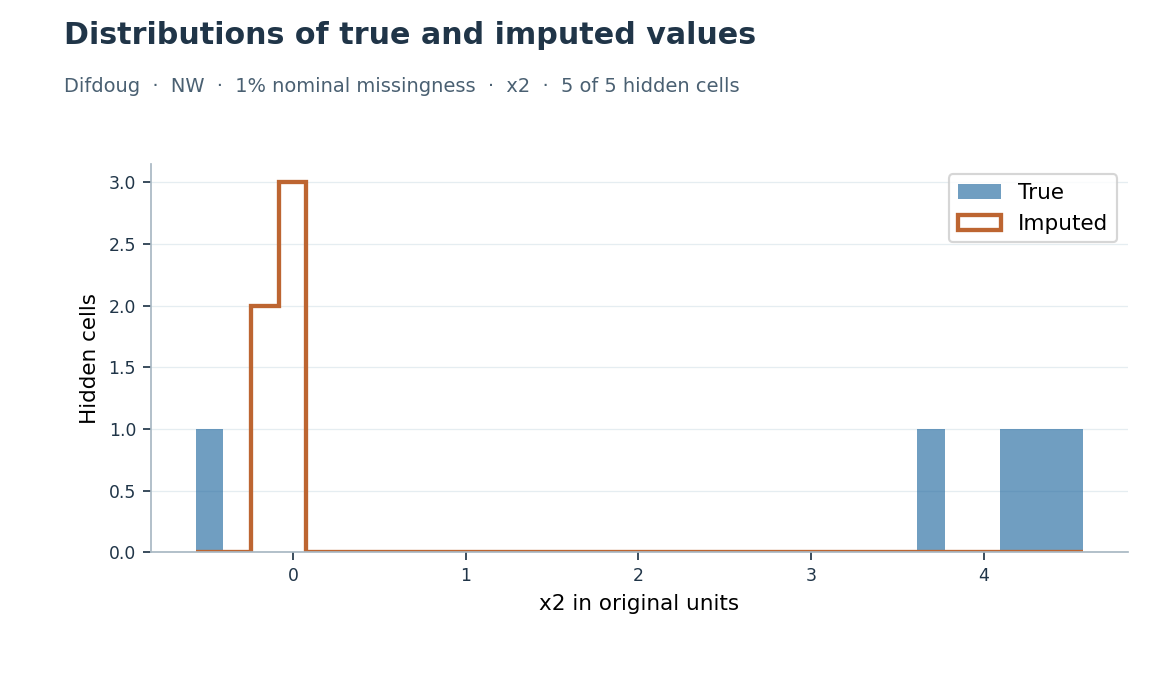 Distributions of true and imputed values
Difdoug · NW · 1% nominal missingness · x2 · 5 of 5 hidden cells
True
Imputed
Hidden cells
3.0
2.5
2.0
1.5
1.0
0.5
0.0
0 1 2 3 4
x2 in original units